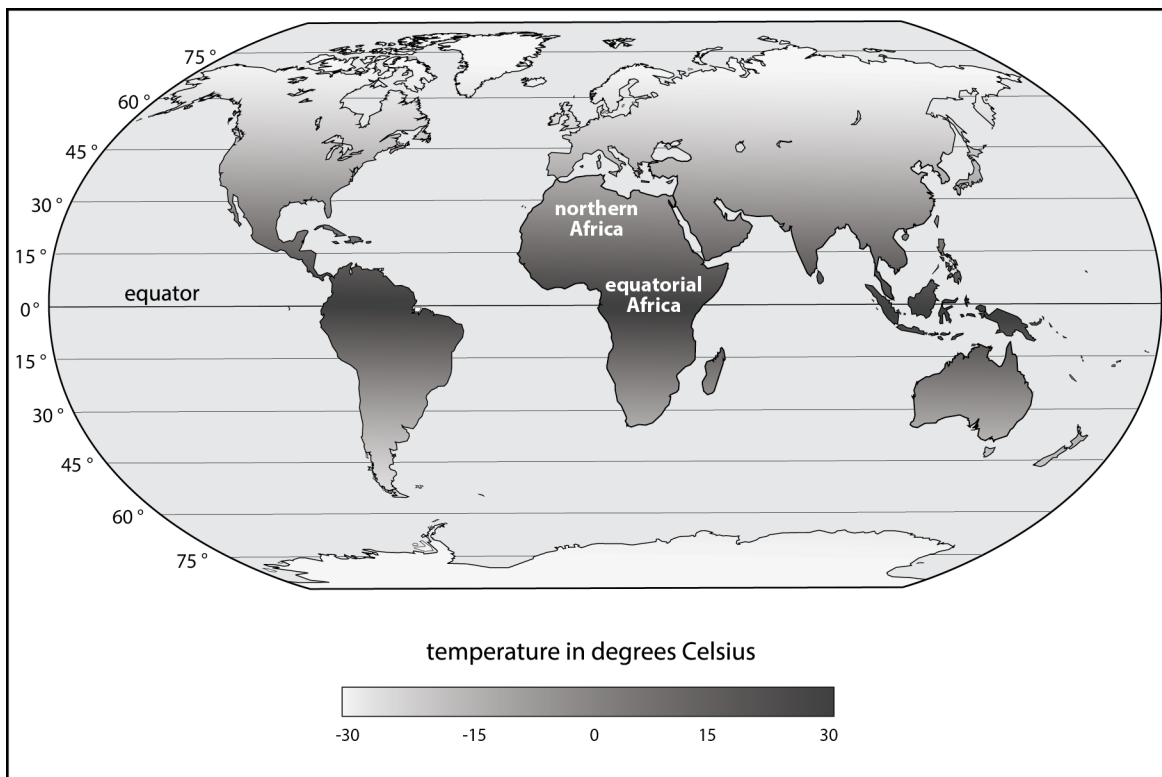 75 °
60 °
45 °
30 °
northern
Africa
15 °
equatorial
Africa
equator
0 °
15 °
30 °
45 °
60 °
75 °
temperature in degrees Celsius
-30 -15 0 15 30